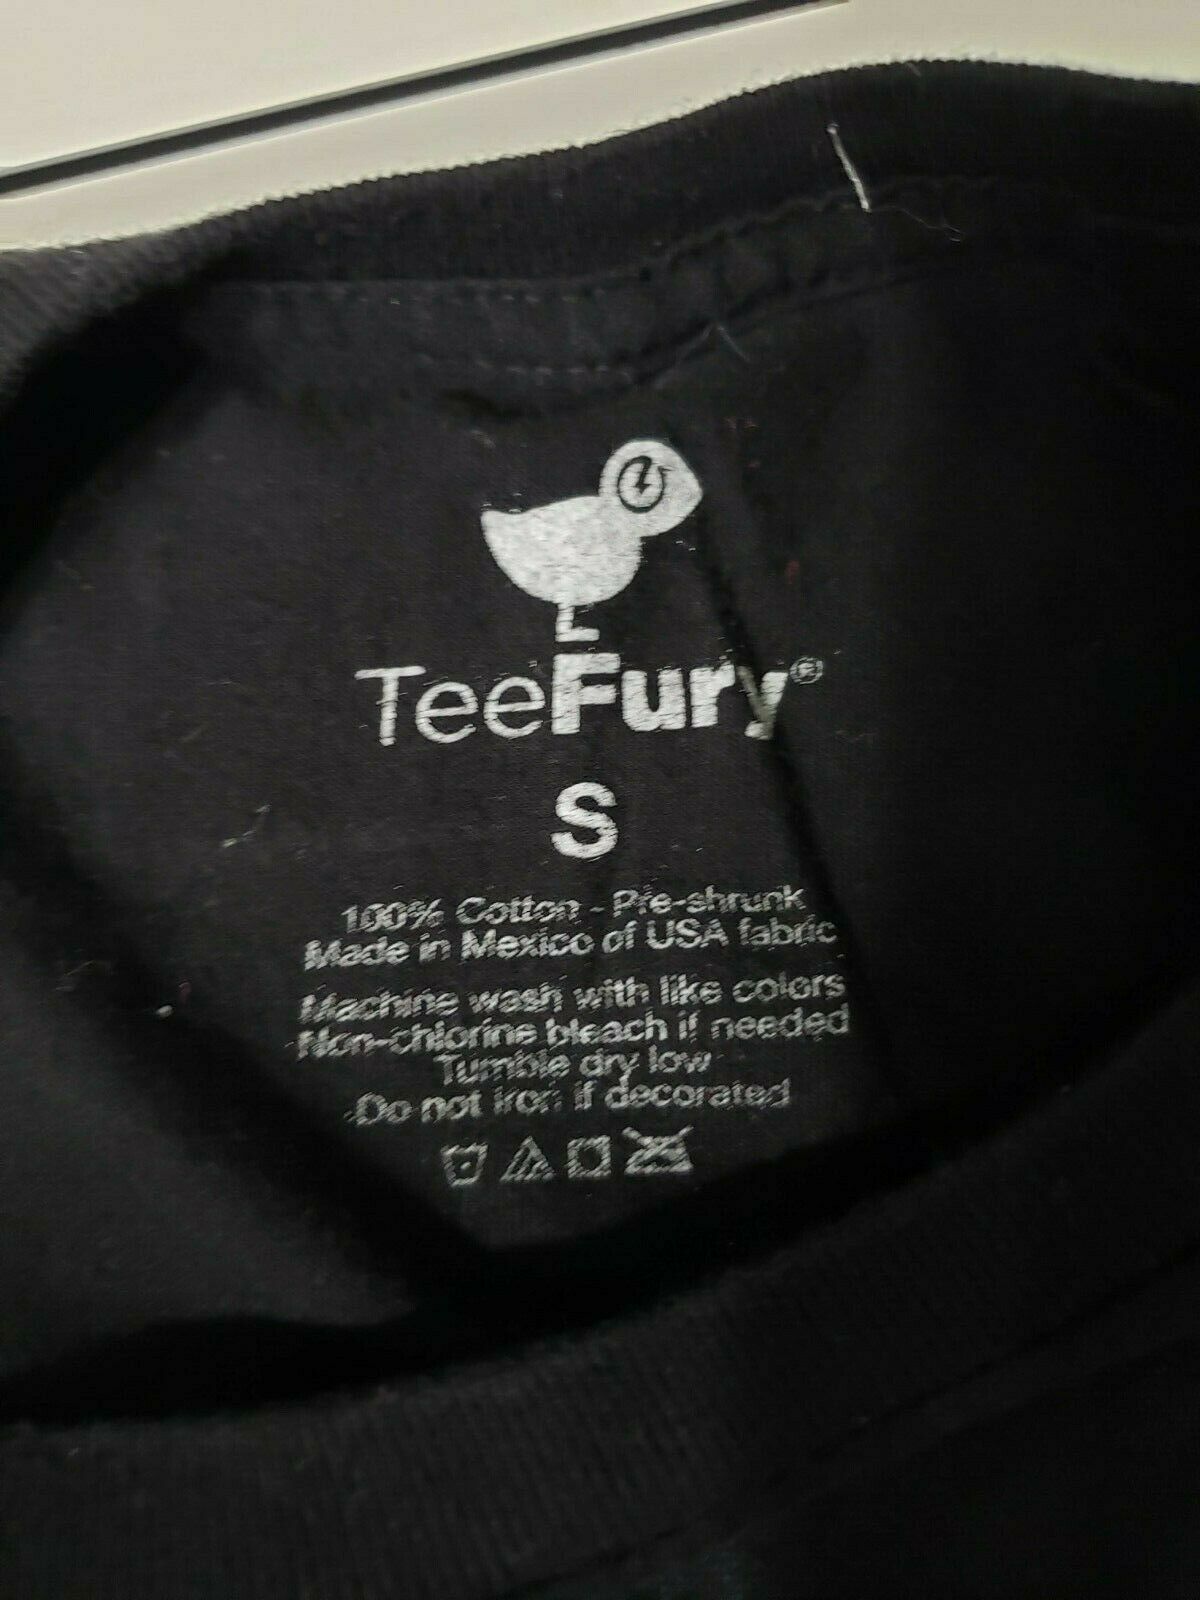 TeeFury®
S
100% Cotton - Pre-shrunk
Made in Mexico of USA fabric
Machine wash with like colors
Non-chlorine bleach if needed
Tumble dry low
Do not iron if decorated